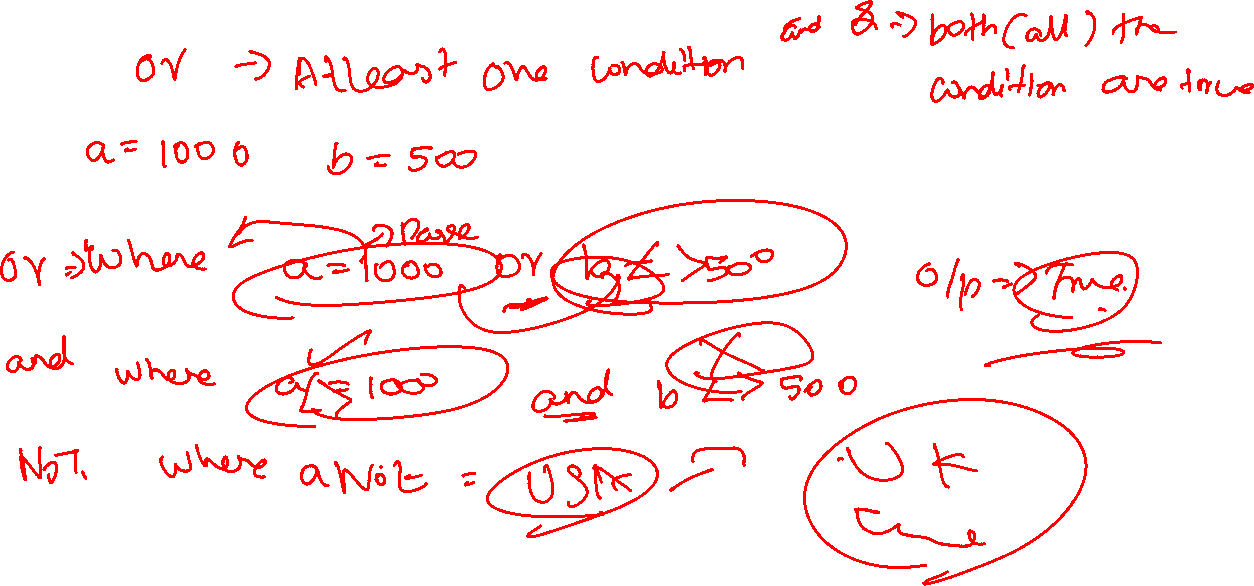 or → Atleast one condition
and & ⇒ both (all) the
condition are true
a = 1000 b = 500
or ⇒ Where a = 1000 or b <> 500
o/p ⇒ True.
and where a = 1000 and b <> 500
NOT. where a Not = USA
UK